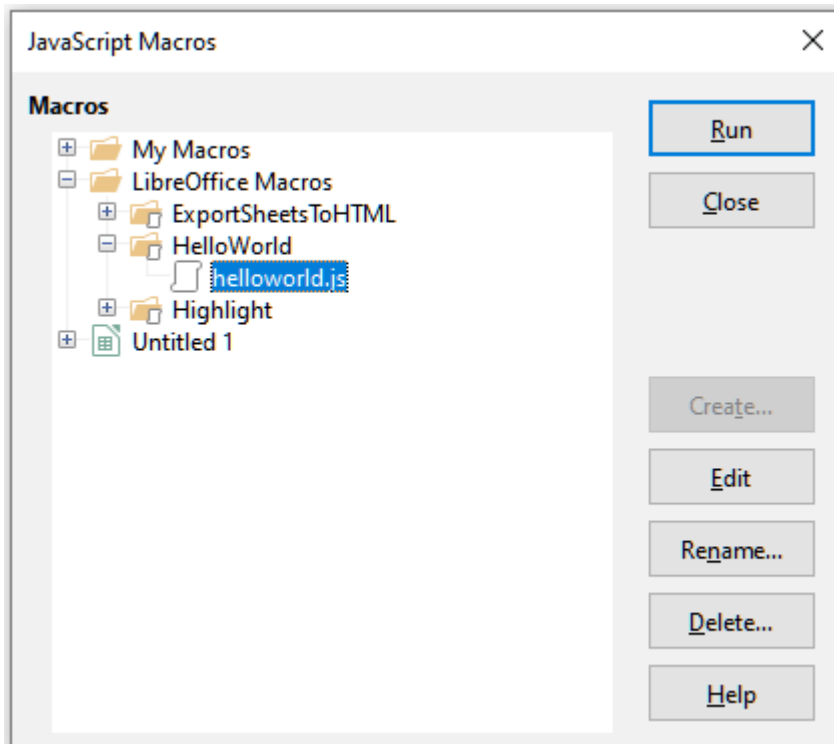 JavaScript Macros
Macros
My Macros
LibreOffice Macros
ExportSheetsToHTML
HelloWorld
helloworld.js
Highlight
Untitled 1
Run
Close
Create...
Edit
Rename...
Delete...
Help